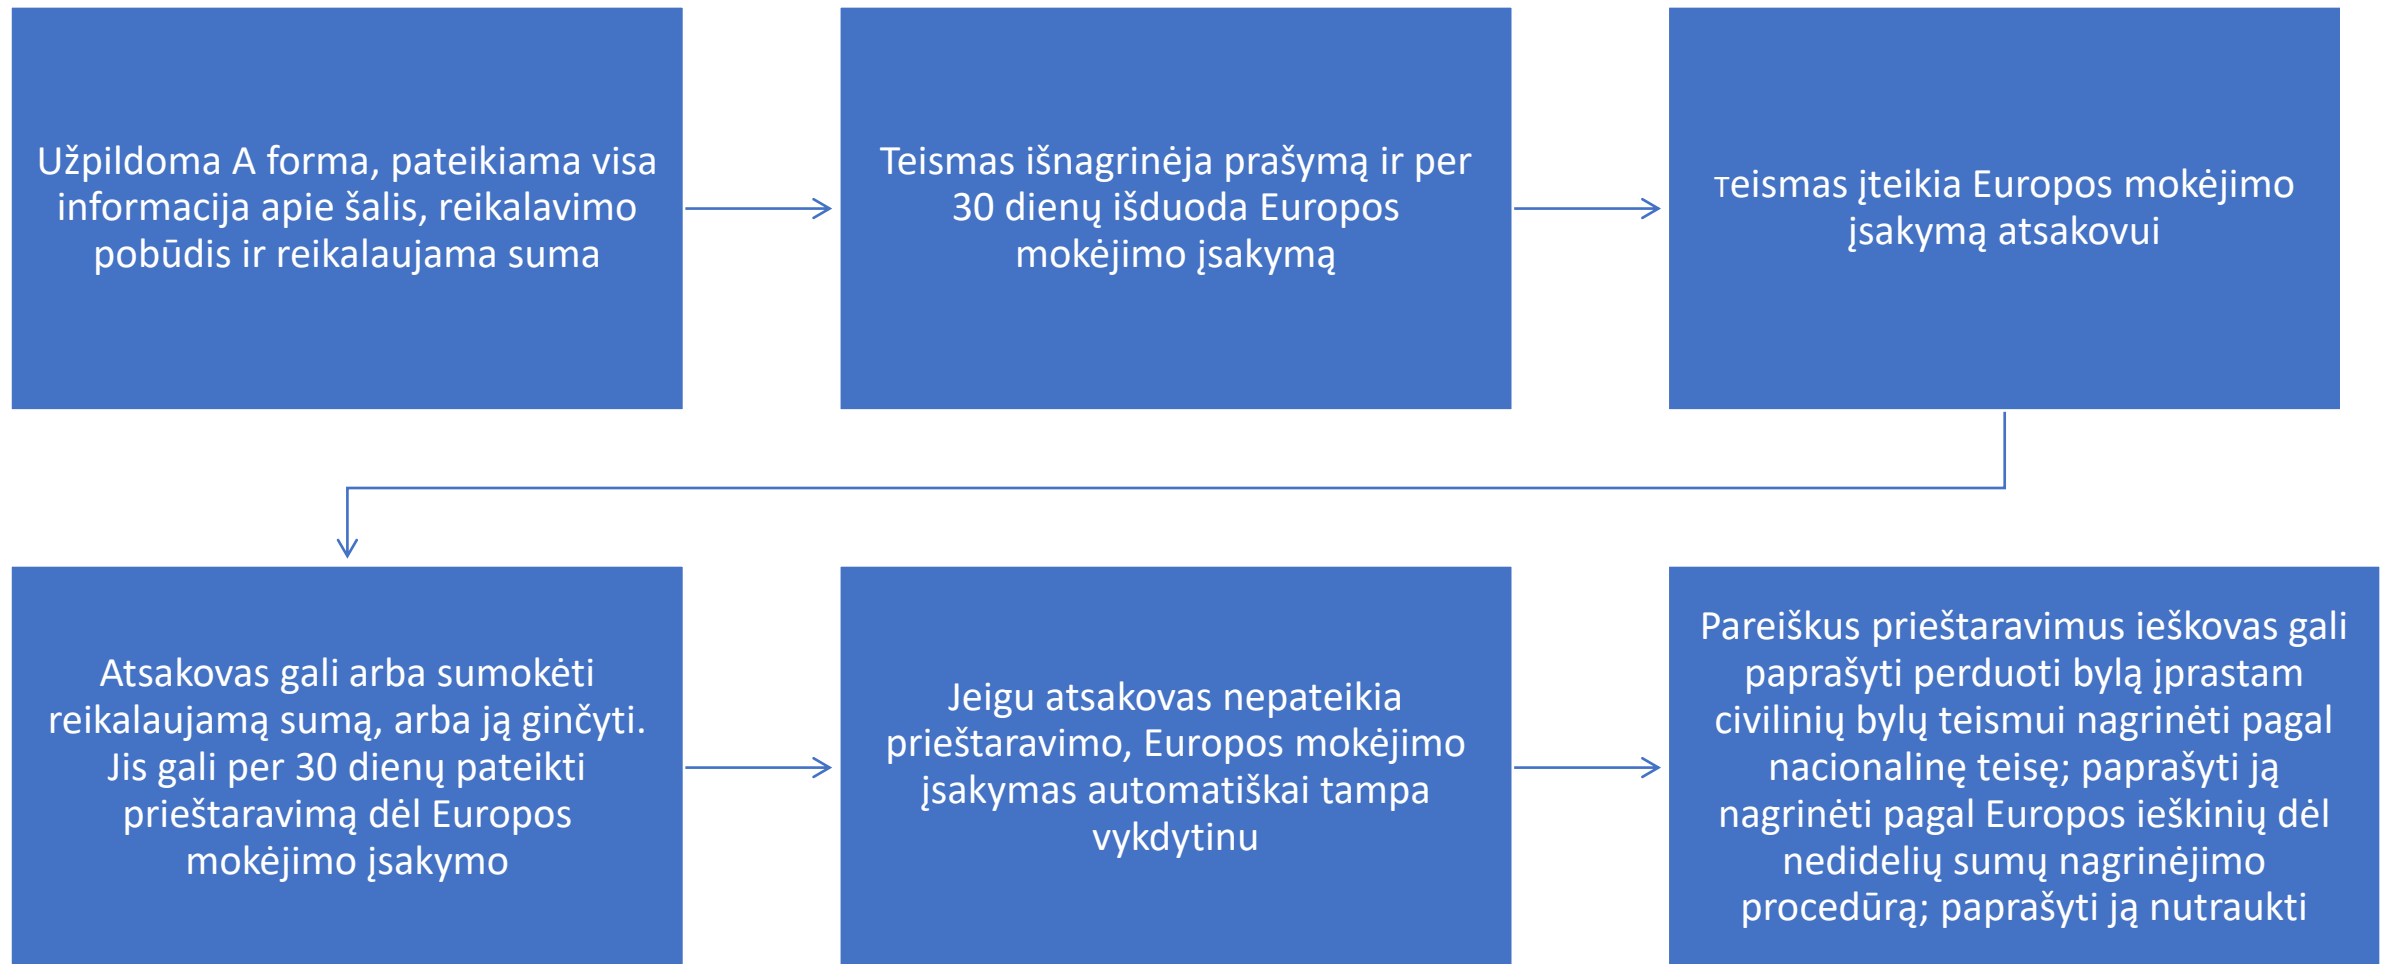 Užpildoma A forma, pateikiama visa
informacija apie šalis, reikalavimo
pobūdis ir reikalaujama suma
Teismas išnagrinėja prašymą ir per
30 dienų išduoda Europos
mokėjimo įsakymą
Teismas įteikia Europos mokėjimo
įsakymą atsakovui
Atsakovas gali arba sumokėti
reikalaujamą sumą, arba ją ginčyti.
Jis gali per 30 dienų pateikti
prieštaravimą dėl Europos
mokėjimo įsakymo
Jeigu atsakovas nepateikia
prieštaravimo, Europos mokėjimo
įsakymas automatiškai tampa
vykdytinu
Pareiškus prieštaravimus ieškovas gali
paprašyti perduoti bylą įprastam
civilinių bylų teismui nagrinėti pagal
nacionalinę teisę; paprašyti ją
nagrinėti pagal Europos ieškinių dėl
nedidelių sumų nagrinėjimo
procedūrą; paprašyti ją nutraukti